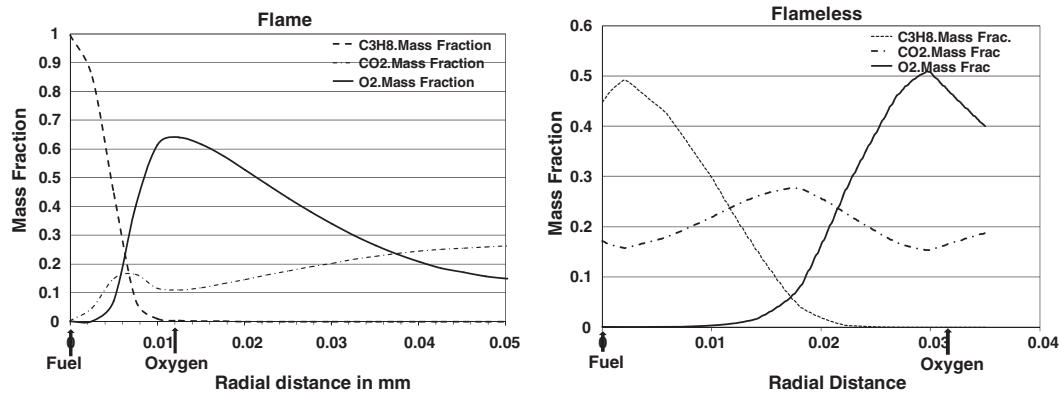 Flame
C3H8.Mass Fraction
CO2.Mass Fraction
O2.Mass Fraction
1
0.9
0.8
0.7
0.6
0.5
0.4
0.3
0.2
0.1
0
Mass Fraction
0 0.01 0.02 0.03 0.04 0.05
Fuel Oxygen
Radial distance in mm
Flameless
C3H8.Mass Frac.
CO2.Mass Frac
O2.Mass Frac
0.6
0.5
0.4
0.3
0.2
0.1
0
Mass Fraction
0 0.01 0.02 0.03 0.04
Fuel Oxygen
Radial Distance